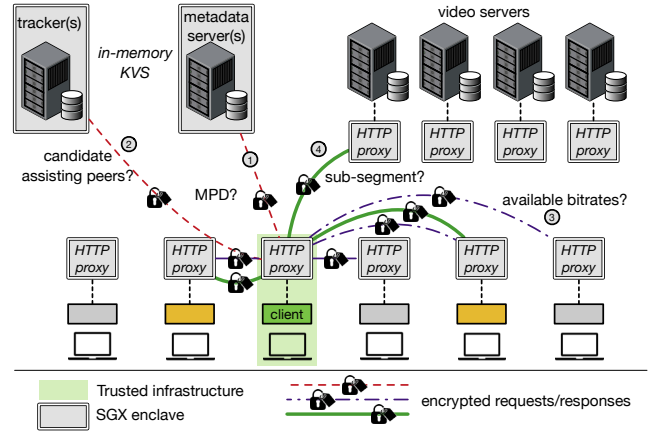 tracker(s)
metadata
server(s)
in-memory
KVS
video servers
HTTP
proxy
HTTP
proxy
HTTP
proxy
HTTP
proxy
2
1
4
candidate
assisting peers?
MPD?
sub-segment?
available bitrates?
3
HTTP
proxy
HTTP
proxy
HTTP
proxy
HTTP
proxy
HTTP
proxy
HTTP
proxy
client
Trusted infrastructure
SGX enclave
encrypted requests/responses